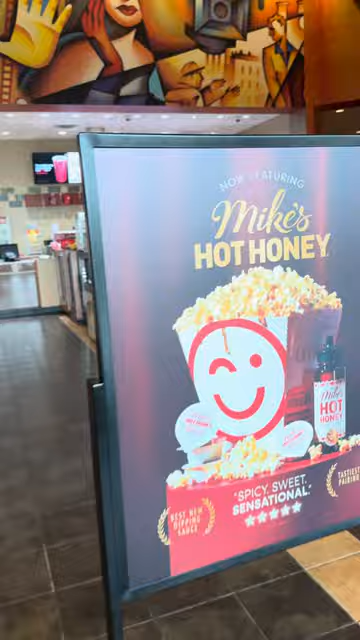 NOW FEATURING
Mike's
HOT HONEY
Mike's
HOT
HONEY
"SPICY, SWEET,
SENSATIONAL."
BEST NEW
DIPPING
SAUCE
TASTIEST
PAIRING